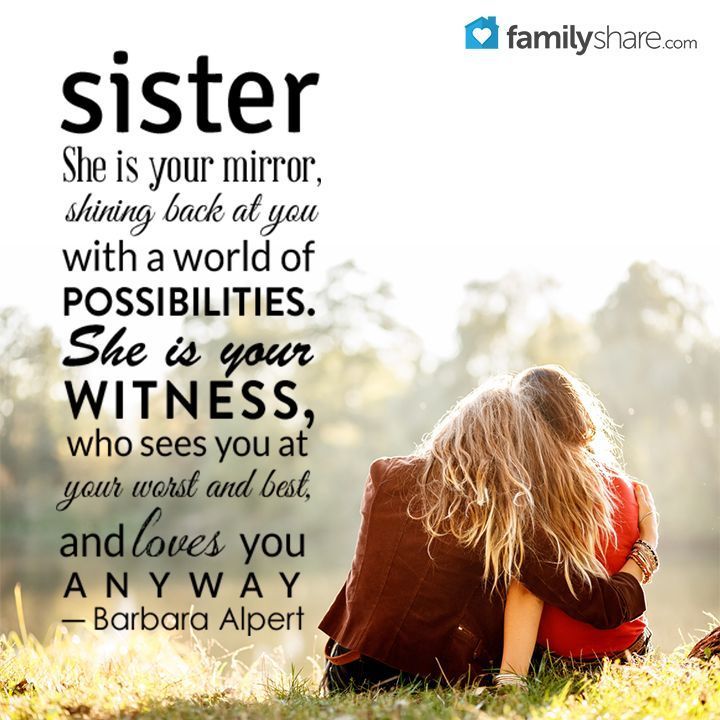 familyshare.com
sister
She is your mirror,
shining back at you
with a world of
POSSIBILITIES.
She is your
WITNESS,
who sees you at
your worst and best,
and loves you
ANYWAY
— Barbara Alpert